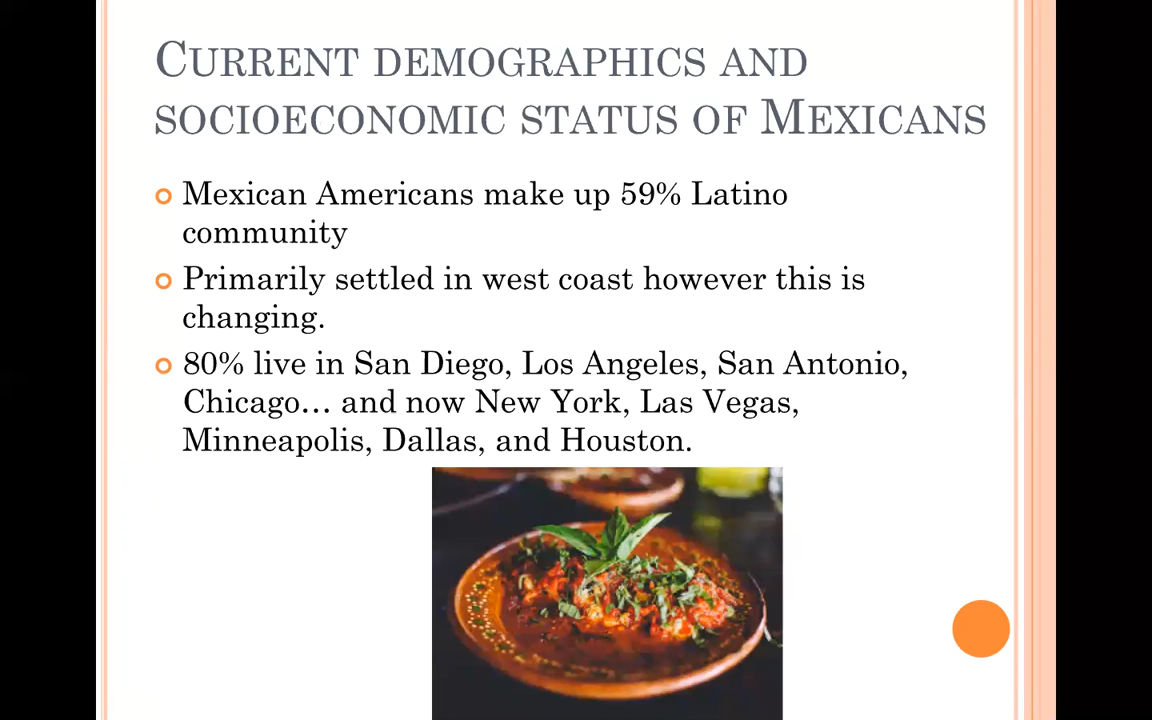 Current demographics and
socioeconomic status of Mexicans
Mexican Americans make up 59% Latino
community
Primarily settled in west coast however this is
changing.
80% live in San Diego, Los Angeles, San Antonio,
Chicago… and now New York, Las Vegas,
Minneapolis, Dallas, and Houston.